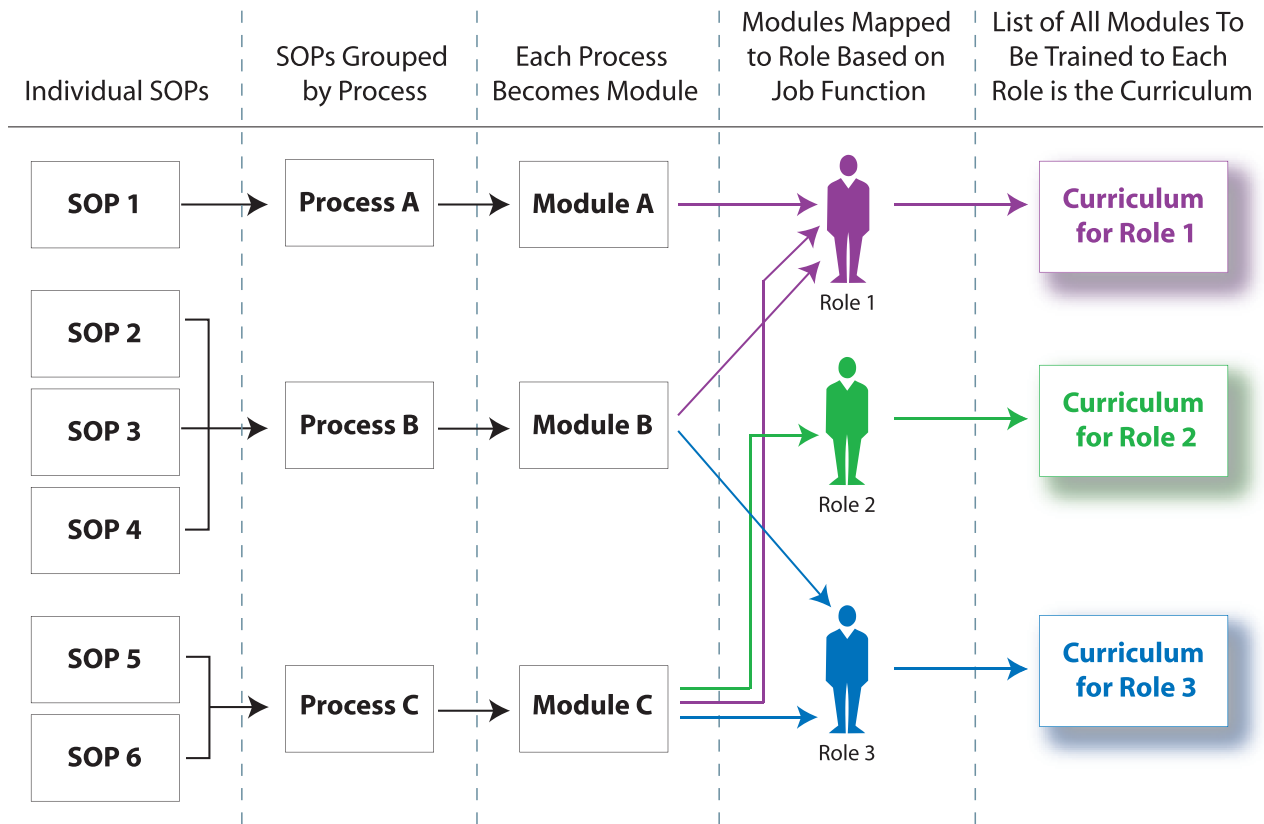 Individual SOPs
SOPs Grouped
by Process
Each Process
Becomes Module
Modules Mapped
to Role Based on
Job Function
List of All Modules To
Be Trained to Each
Role is the Curriculum
SOP 1
Process A
Module A
Role 1
Curriculum
for Role 1
SOP 2
SOP 3
SOP 4
Process B
Module B
Role 2
Curriculum
for Role 2
SOP 5
SOP 6
Process C
Module C
Role 3
Curriculum
for Role 3